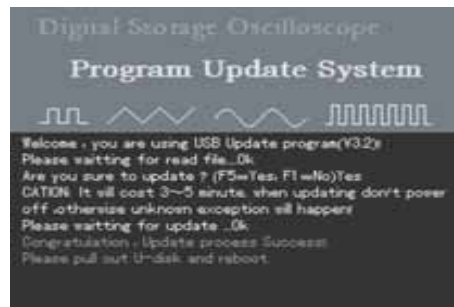 Digital Storage Oscilloscope
Program Update System
Welcome , you are using USB Update program(V3.2):
Please waitting for read file...Ok
Are you sure to update ? (F5=Yes, F1=No)Yes
CATION: It will cost 3~5 minute, when updating don't power
off ,otherwise unknown exception will happen!
Please waitting for update ...Ok
Congratulation , Update process Success!
Please pull out U-disk and reboot.